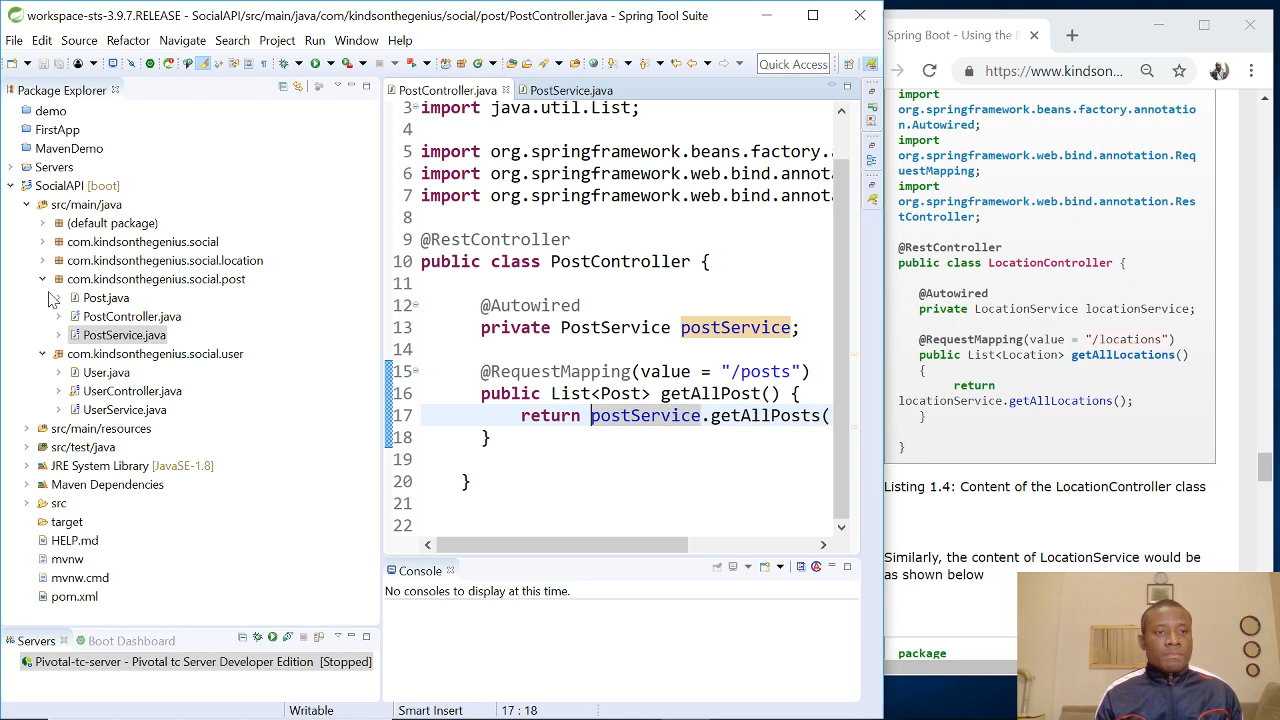 workspace-sts-3.9.7.RELEASE - SocialAPI/src/main/java/com/kindsonthegenius/social/post/PostController.java - Spring Tool Suite
File Edit Source Refactor Navigate Search Project Run Window Help
Quick Access
Package Explorer
demo
FirstApp
MavenDemo
Servers
SocialAPI [boot]
src/main/java
(default package)
com.kindsonthegenius.social
com.kindsonthegenius.social.location
com.kindsonthegenius.social.post
Post.java
PostController.java
PostService.java
com.kindsonthegenius.social.user
User.java
UserController.java
UserService.java
src/main/resources
src/test/java
JRE System Library [JavaSE-1.8]
Maven Dependencies
src
target
HELP.md
mvnw
mvnw.cmd
pom.xml
Servers Boot Dashboard
Pivotal-tc-server - Pivotal tc Server Developer Edition [Stopped]
PostController.java PostService.java
3 import java.util.List;
4
5 import org.springframework.beans.factory.
6 import org.springframework.web.bind.annot
7 import org.springframework.web.bind.annot
8
9 @RestController
10 public class PostController {
11
12 @Autowired
13 private PostService postService;
14
15 @RequestMapping(value = "/posts")
16 public List<Post> getAllPost() {
17 return postService.getAllPosts(
18 }
19
20 }
21
22
Console
No consoles to display at this time.
Writable Smart Insert 17 : 18
Spring Boot - Using the
https://www.kindson...
import
org.springframework.beans.factory.annotatio
n.Autowired;
import
org.springframework.web.bind.annotation.Req
uestMapping;
import
org.springframework.web.bind.annotation.Res
tController;
@RestController
public class LocationController {
@Autowired
private LocationService locationService;
@RequestMapping(value = "/locations")
public List<Location> getAllLocations()
{
return
locationService.getAllLocations();
}
}
Listing 1.4: Content of the LocationController class
Similarly, the content of LocationService would be
as shown below
package